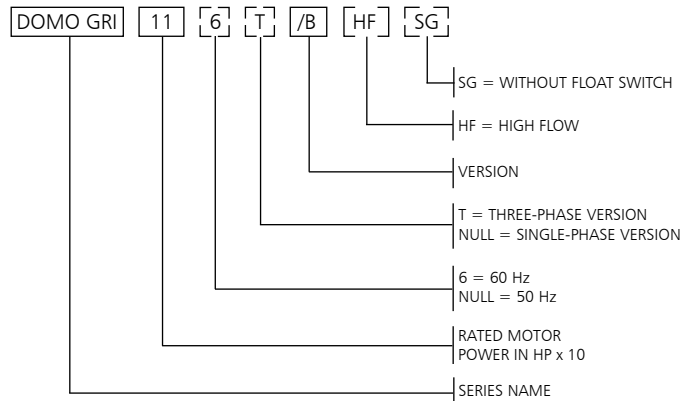 DOMO GRI 11 6 T /B HF SG
SG = WITHOUT FLOAT SWITCH
HF = HIGH FLOW
VERSION
T = THREE-PHASE VERSION
NULL = SINGLE-PHASE VERSION
6 = 60 Hz
NULL = 50 Hz
RATED MOTOR
POWER IN HP x 10
SERIES NAME